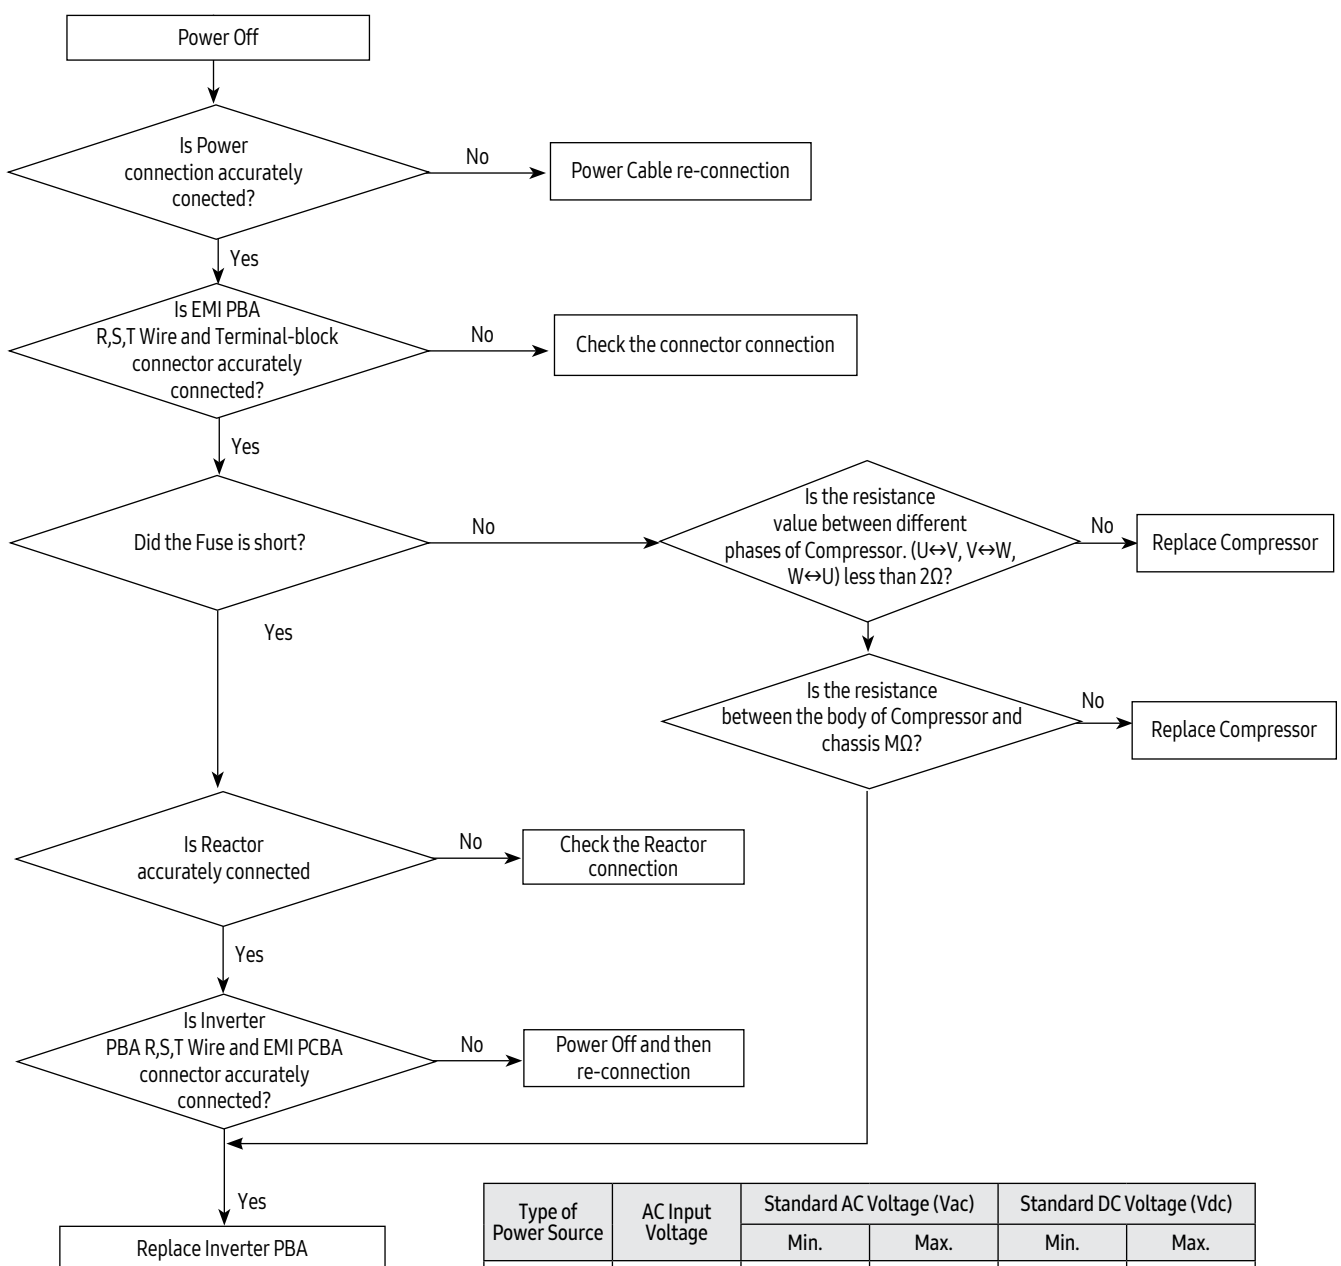 Power Off
Is Power
connection accurately
conected?
No
Power Cable re-connection
Yes
Is EMI PBA
R,S,T Wire and Terminal-block
connector accurately
connected?
No
Check the connector connection
Yes
Did the Fuse is short?
No
Is the resistance
value between different
phases of Compressor. (U↔V, V↔W,
W↔U) less than 2Ω?
No
Replace Compressor
Yes
Is the resistance
between the body of Compressor and
chassis MΩ?
No
Replace Compressor
Is Reactor
accurately connected
No
Check the Reactor
connection
Yes
Is Inverter
PBA R,S,T Wire and EMI PCBA
connector accurately
connected?
No
Power Off and then
re-connection
Yes
Replace Inverter PBA
Type of
Power Source
AC Input
Voltage
Standard AC Voltage (Vac)
Standard DC Voltage (Vdc)
Min.
Max.
Min.
Max.